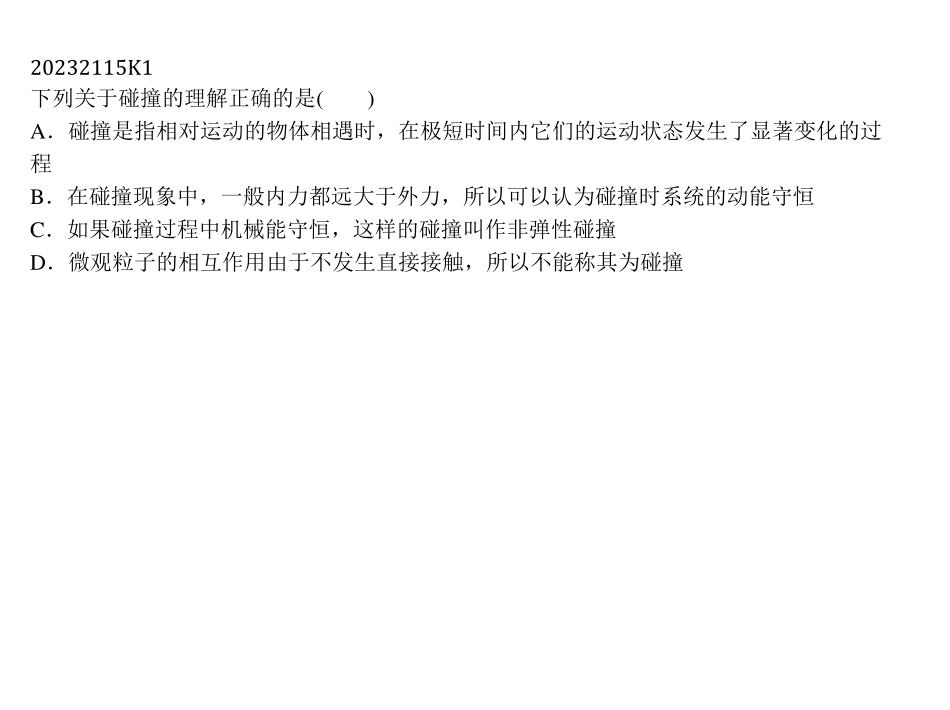 20232115K1
下列关于碰撞的理解正确的是(　　)
A．碰撞是指相对运动的物体相遇时，在极短时间内它们的运动状态发生了显著变化的过
程
B．在碰撞现象中，一般内力都远大于外力，所以可以认为碰撞时系统的动能守恒
C．如果碰撞过程中机械能守恒，这样的碰撞叫作非弹性碰撞
D．微观粒子的相互作用由于不发生直接接触，所以不能称其为碰撞